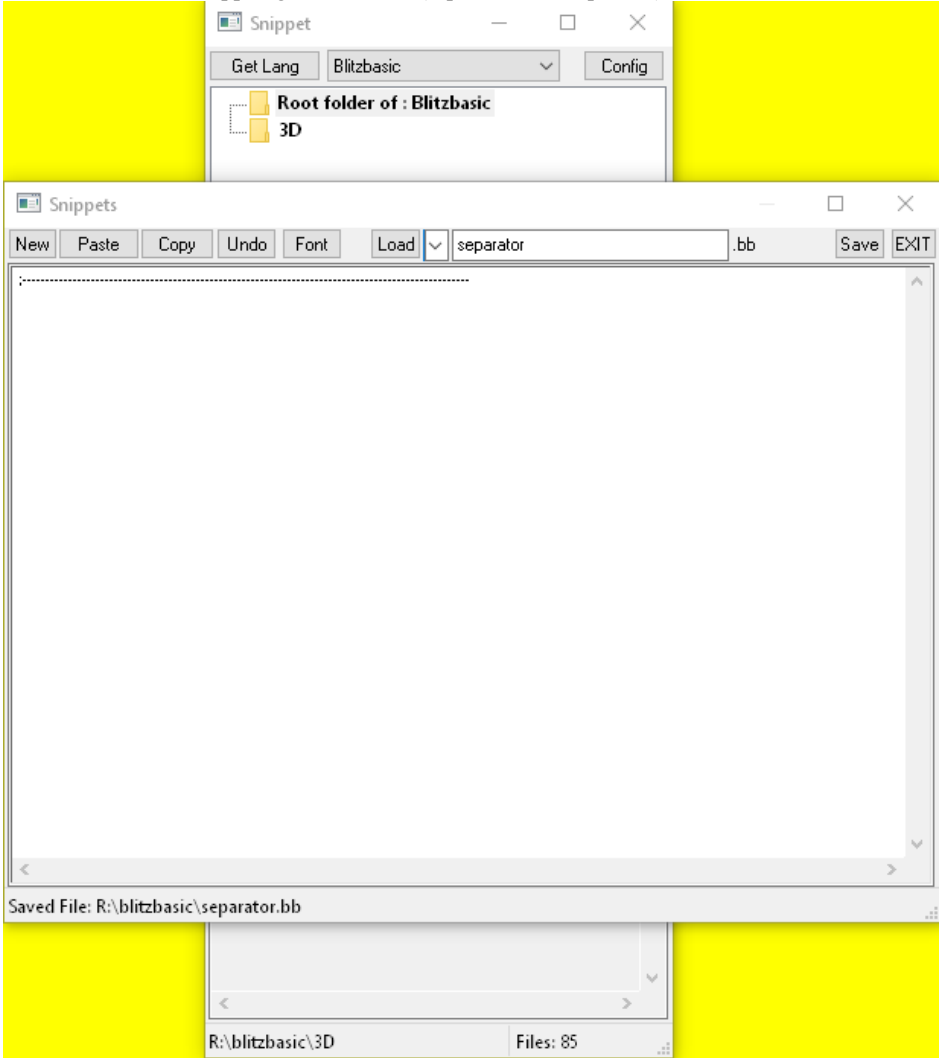 Snippet
Get Lang Blitzbasic Config
Root folder of : Blitzbasic
3D
Snippets
New Paste Copy Undo Font Load separator .bb Save EXIT
;---------------------------------------------------------------------------------------------------
Saved File: R:\blitzbasic\separator.bb
R:\blitzbasic\3D Files: 85